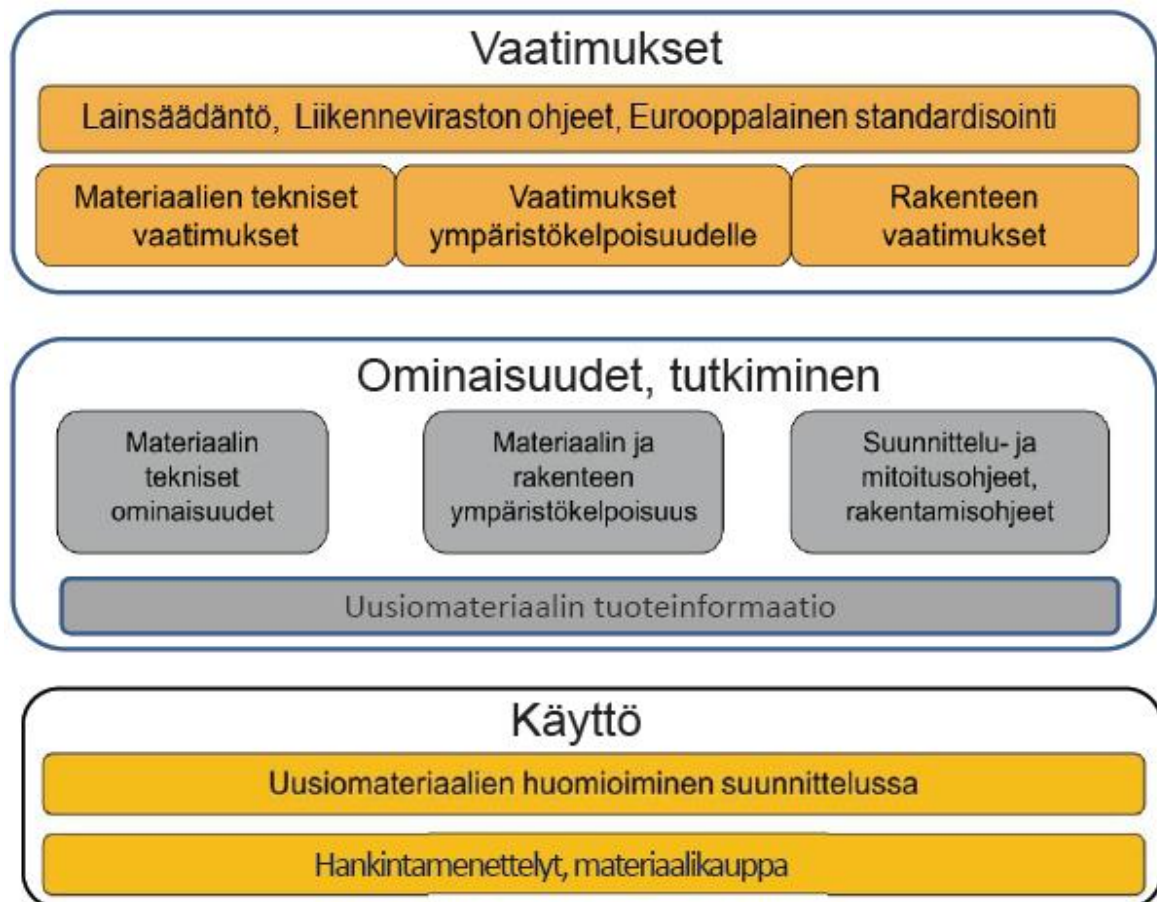 Vaatimukset
Lainsäädäntö, Liikenneviraston ohjeet, Eurooppalainen standardisointi
Materiaalien tekniset
vaatimukset
Vaatimukset
ympäristökelpoisuudelle
Rakenteen
vaatimukset
Ominaisuudet, tutkiminen
Materiaalin
tekniset
ominaisuudet
Materiaalin ja
rakenteen
ympäristökelpoisuus
Suunnittelu- ja
mitoitusohjeet,
rakentamisohjeet
Uusiomateriaalin tuoteinformaatio
Käyttö
Uusiomateriaalien huomioiminen suunnittelussa
Hankintamenettelyt, materiaalikauppa